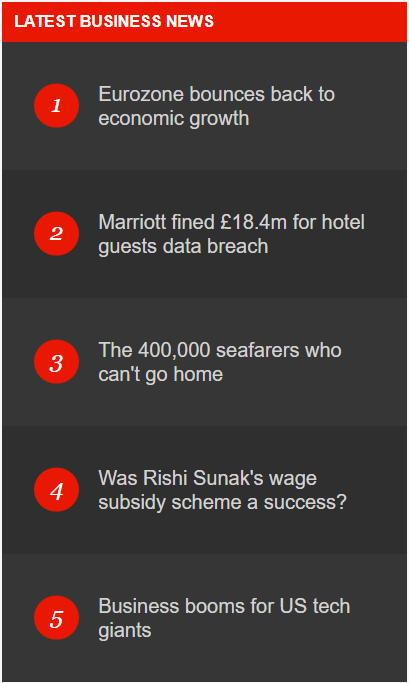 LATEST BUSINESS NEWS
1
Eurozone bounces back to
economic growth
2
Marriott fined £18.4m for hotel
guests data breach
3
The 400,000 seafarers who
can't go home
4
Was Rishi Sunak's wage
subsidy scheme a success?
5
Business booms for US tech
giants